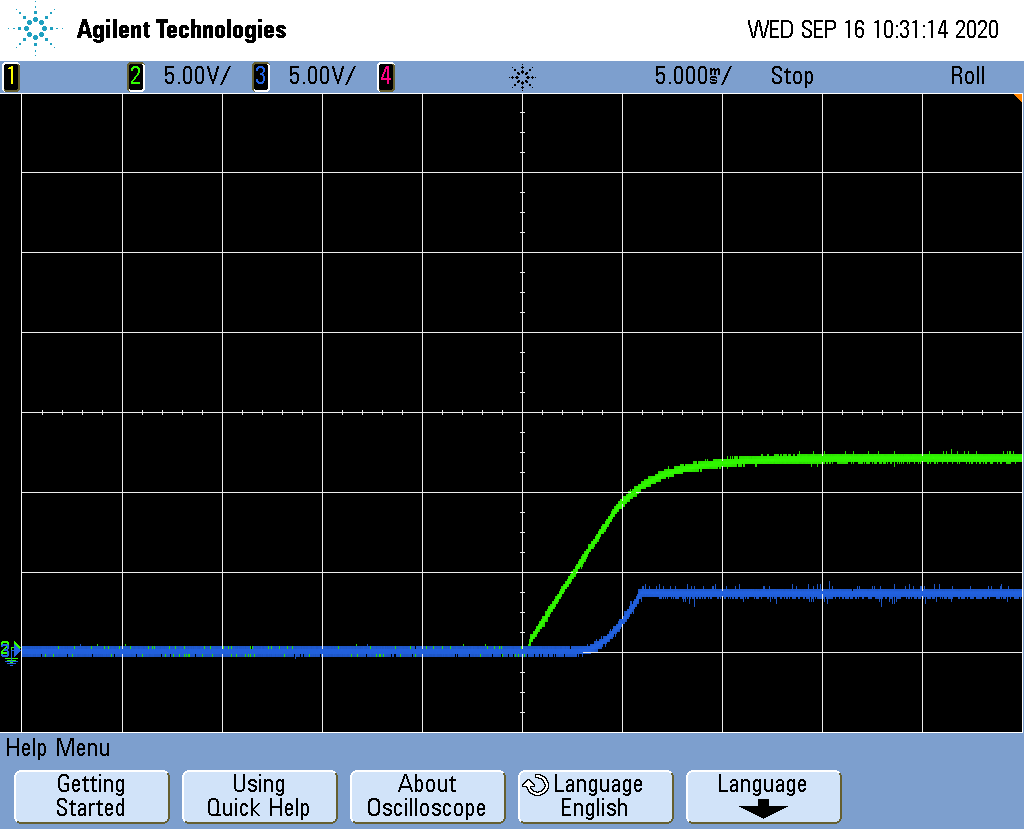 Agilent Technologies
WED SEP 16 10:31:14 2020
1 2 5.00V/ 3 5.00V/ 4 5.000ms/ Stop Roll
2
Help Menu
Getting
Started
Using
Quick Help
About
Oscilloscope
Language
English
Language